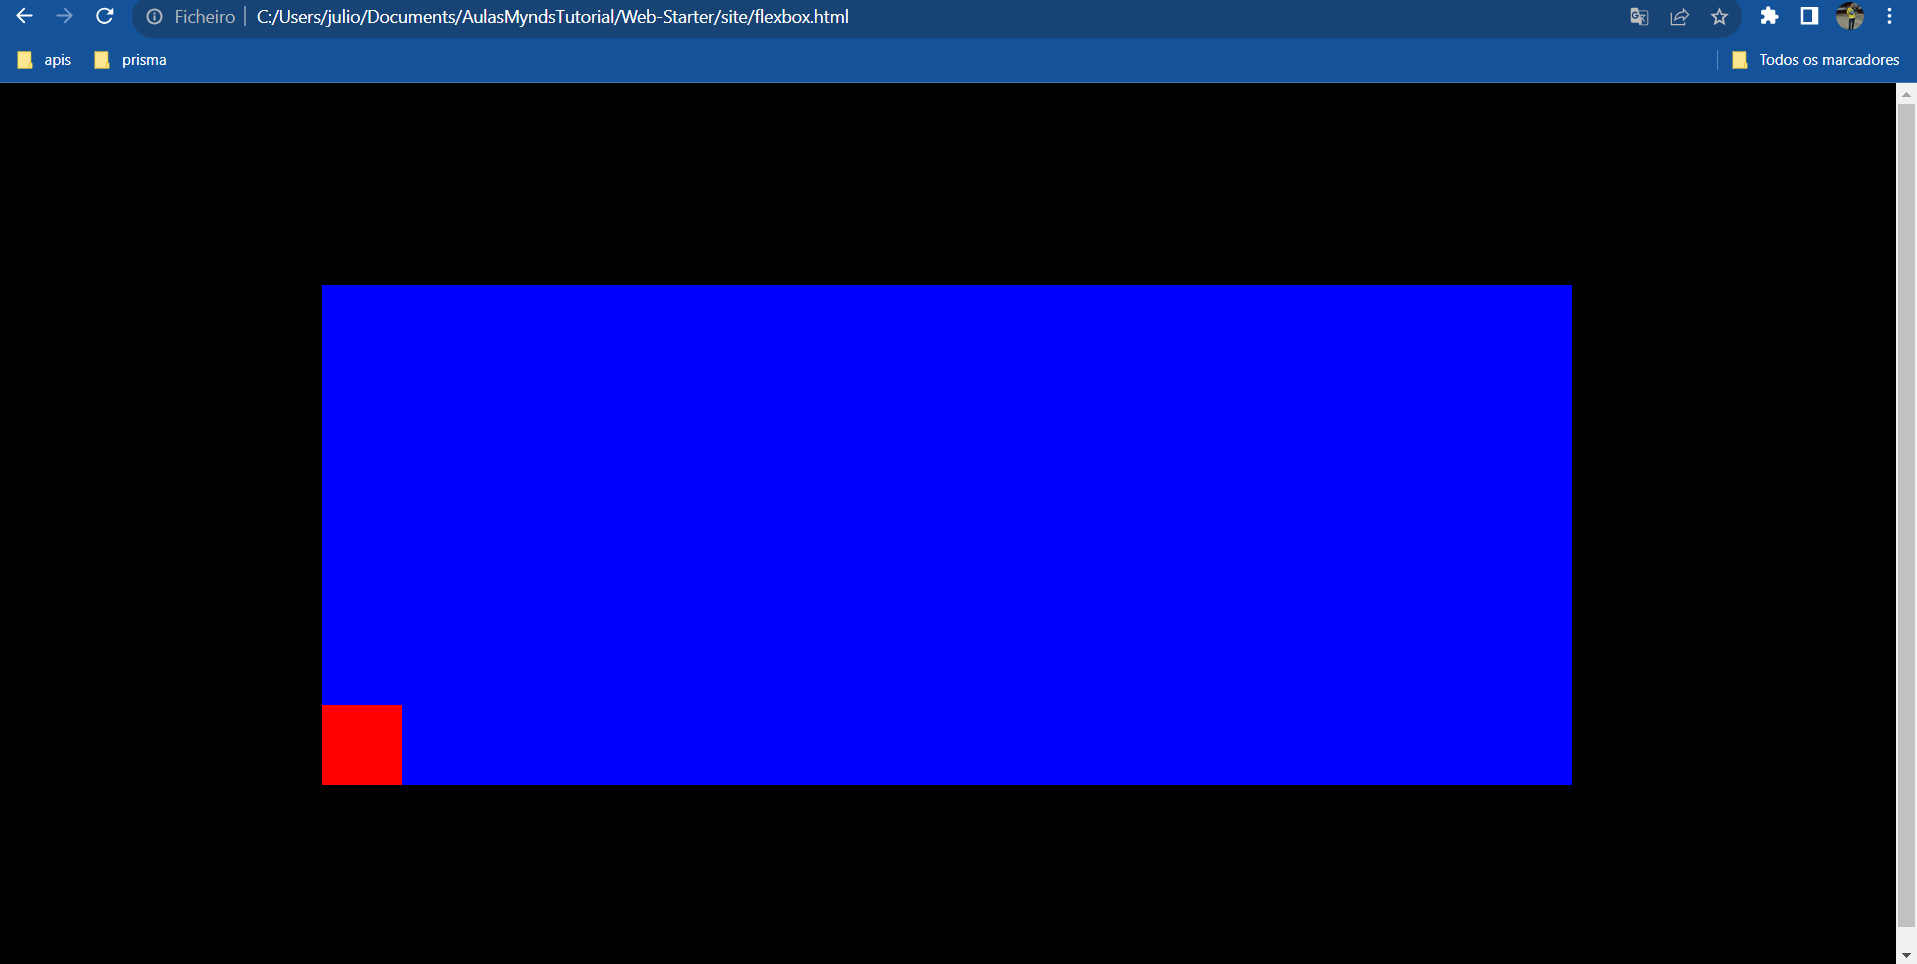 Ficheiro C:/Users/julio/Documents/AulasMyndsTutorial/Web-Starter/site/flexbox.html
apis prisma Todos os marcadores